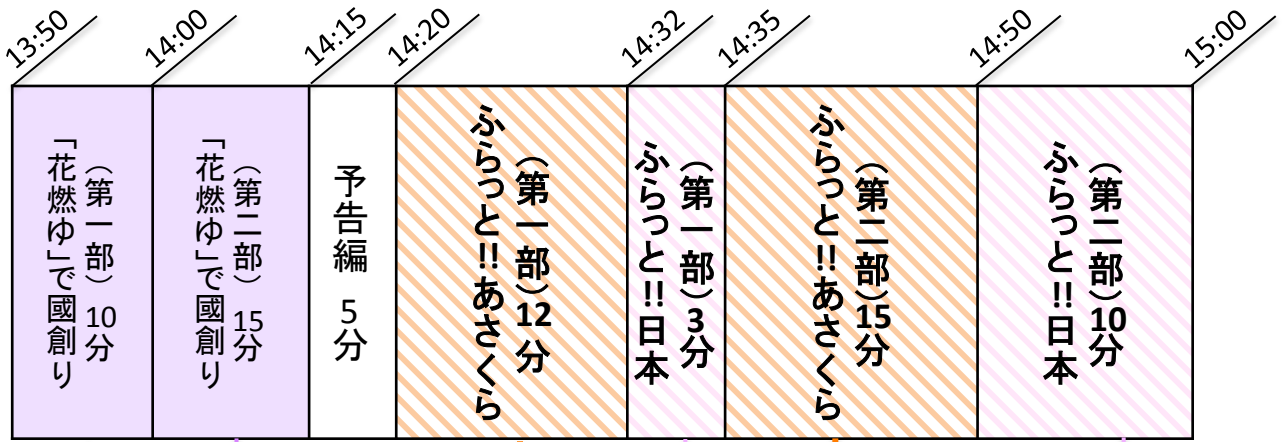 13:50
14:00
14:15
14:20
14:32
14:35
14:50
15:00
（第一部）10分
「花燃ゆ」で國創り
（第二部）15分
「花燃ゆ」で國創り
予告編 5分
（第一部）12分
ふらっと!!あさくら
（第一部）3分
ふらっと!!日本
（第二部）15分
ふらっと!!あさくら
（第二部）10分
ふらっと!!日本